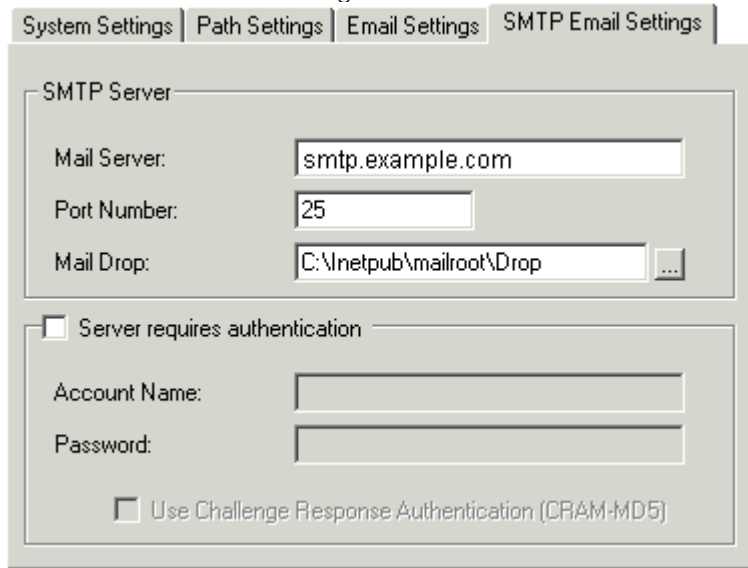 System Settings Path Settings Email Settings SMTP Email Settings
SMTP Server
Mail Server: smtp.example.com
Port Number: 25
Mail Drop: C:\Inetpub\mailroot\Drop ...
Server requires authentication
Account Name:
Password:
Use Challenge Response Authentication (CRAM-MD5)